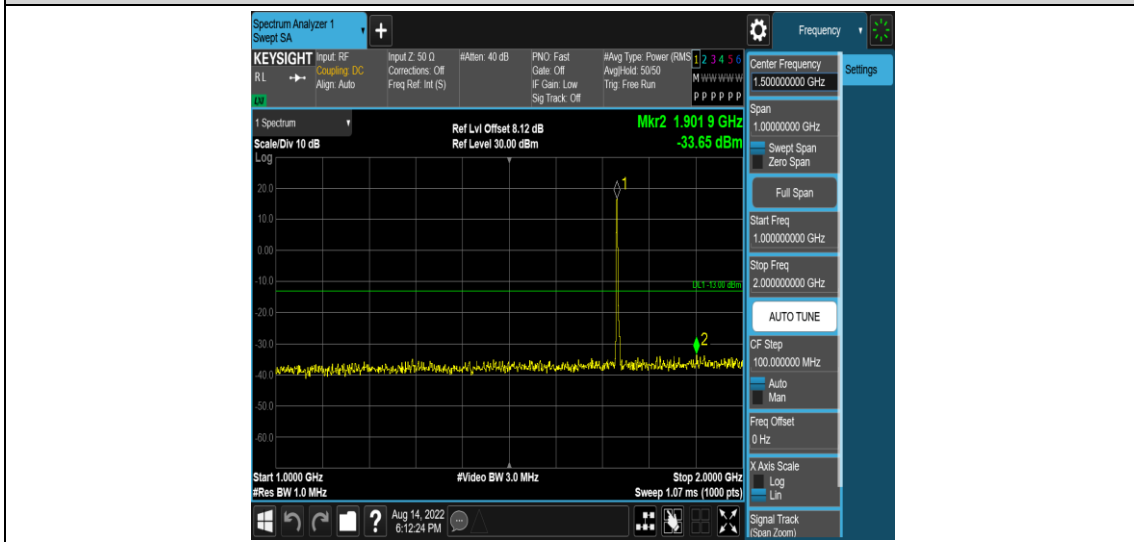 Spectrum Analyzer 1
Swept SA
+
Frequency
KEYSIGHT
RL
LXI
Input: RF
Coupling: DC
Align: Auto
Input Z: 50 Ω
Corrections: Off
Freq Ref: Int (S)
#Atten: 40 dB
PNO: Fast
Gate: Off
IF Gain: Low
Sig Track: Off
#Avg Type: Power (RMS
Avg|Hold: 50/50
Trig: Free Run
1 2 3 4 5 6
M W W W W W
P P P P P P
1 Spectrum
Scale/Div 10 dB
Log
Ref Lvl Offset 8.12 dB
Ref Level 30.00 dBm
Mkr2 1.901 9 GHz
-33.65 dBm
20.0
10.0
0.00
-10.0
-20.0
-30.0
-40.0
-50.0
-60.0
1
DL1 -13.00 dBm
2
Start 1.0000 GHz
#Res BW 1.0 MHz
#Video BW 3.0 MHz
Stop 2.0000 GHz
Sweep 1.07 ms (1000 pts)
Center Frequency
1.50000000 GHz
Span
1.00000000 GHz
Swept Span
Zero Span
Full Span
Start Freq
1.000000000 GHz
Stop Freq
2.000000000 GHz
AUTO TUNE
CF Step
100.000000 MHz
Auto
Man
Freq Offset
0 Hz
X Axis Scale
Log
Lin
Signal Track
(Span Zoom)
Settings
?
Aug 14, 2022
6:12:24 PM